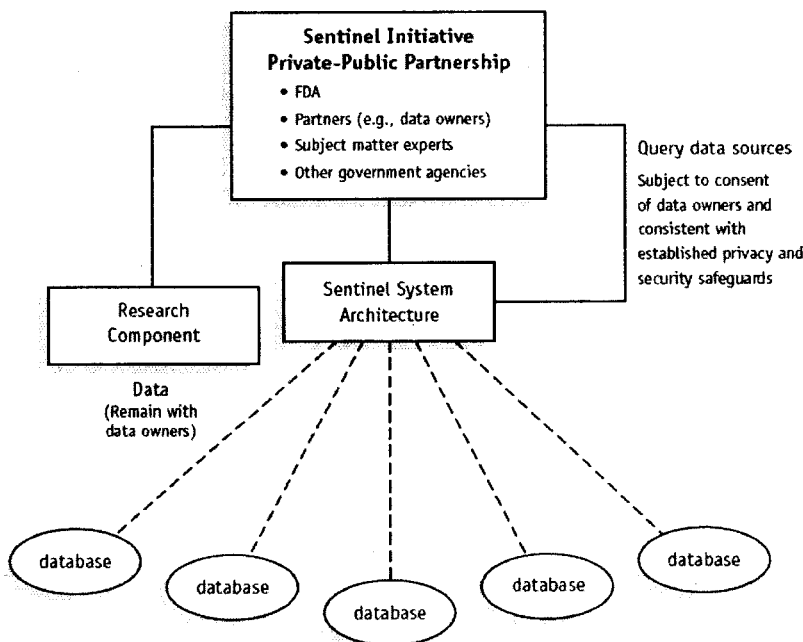 Sentinel Initiative
Private-Public Partnership
• FDA
• Partners (e.g., data owners)
• Subject matter experts
• Other government agencies
Query data sources
Subject to consent
of data owners and
consistent with
established privacy and
security safeguards
Research
Component
Sentinel System
Architecture
Data
(Remain with
data owners)
database
database
database
database
database